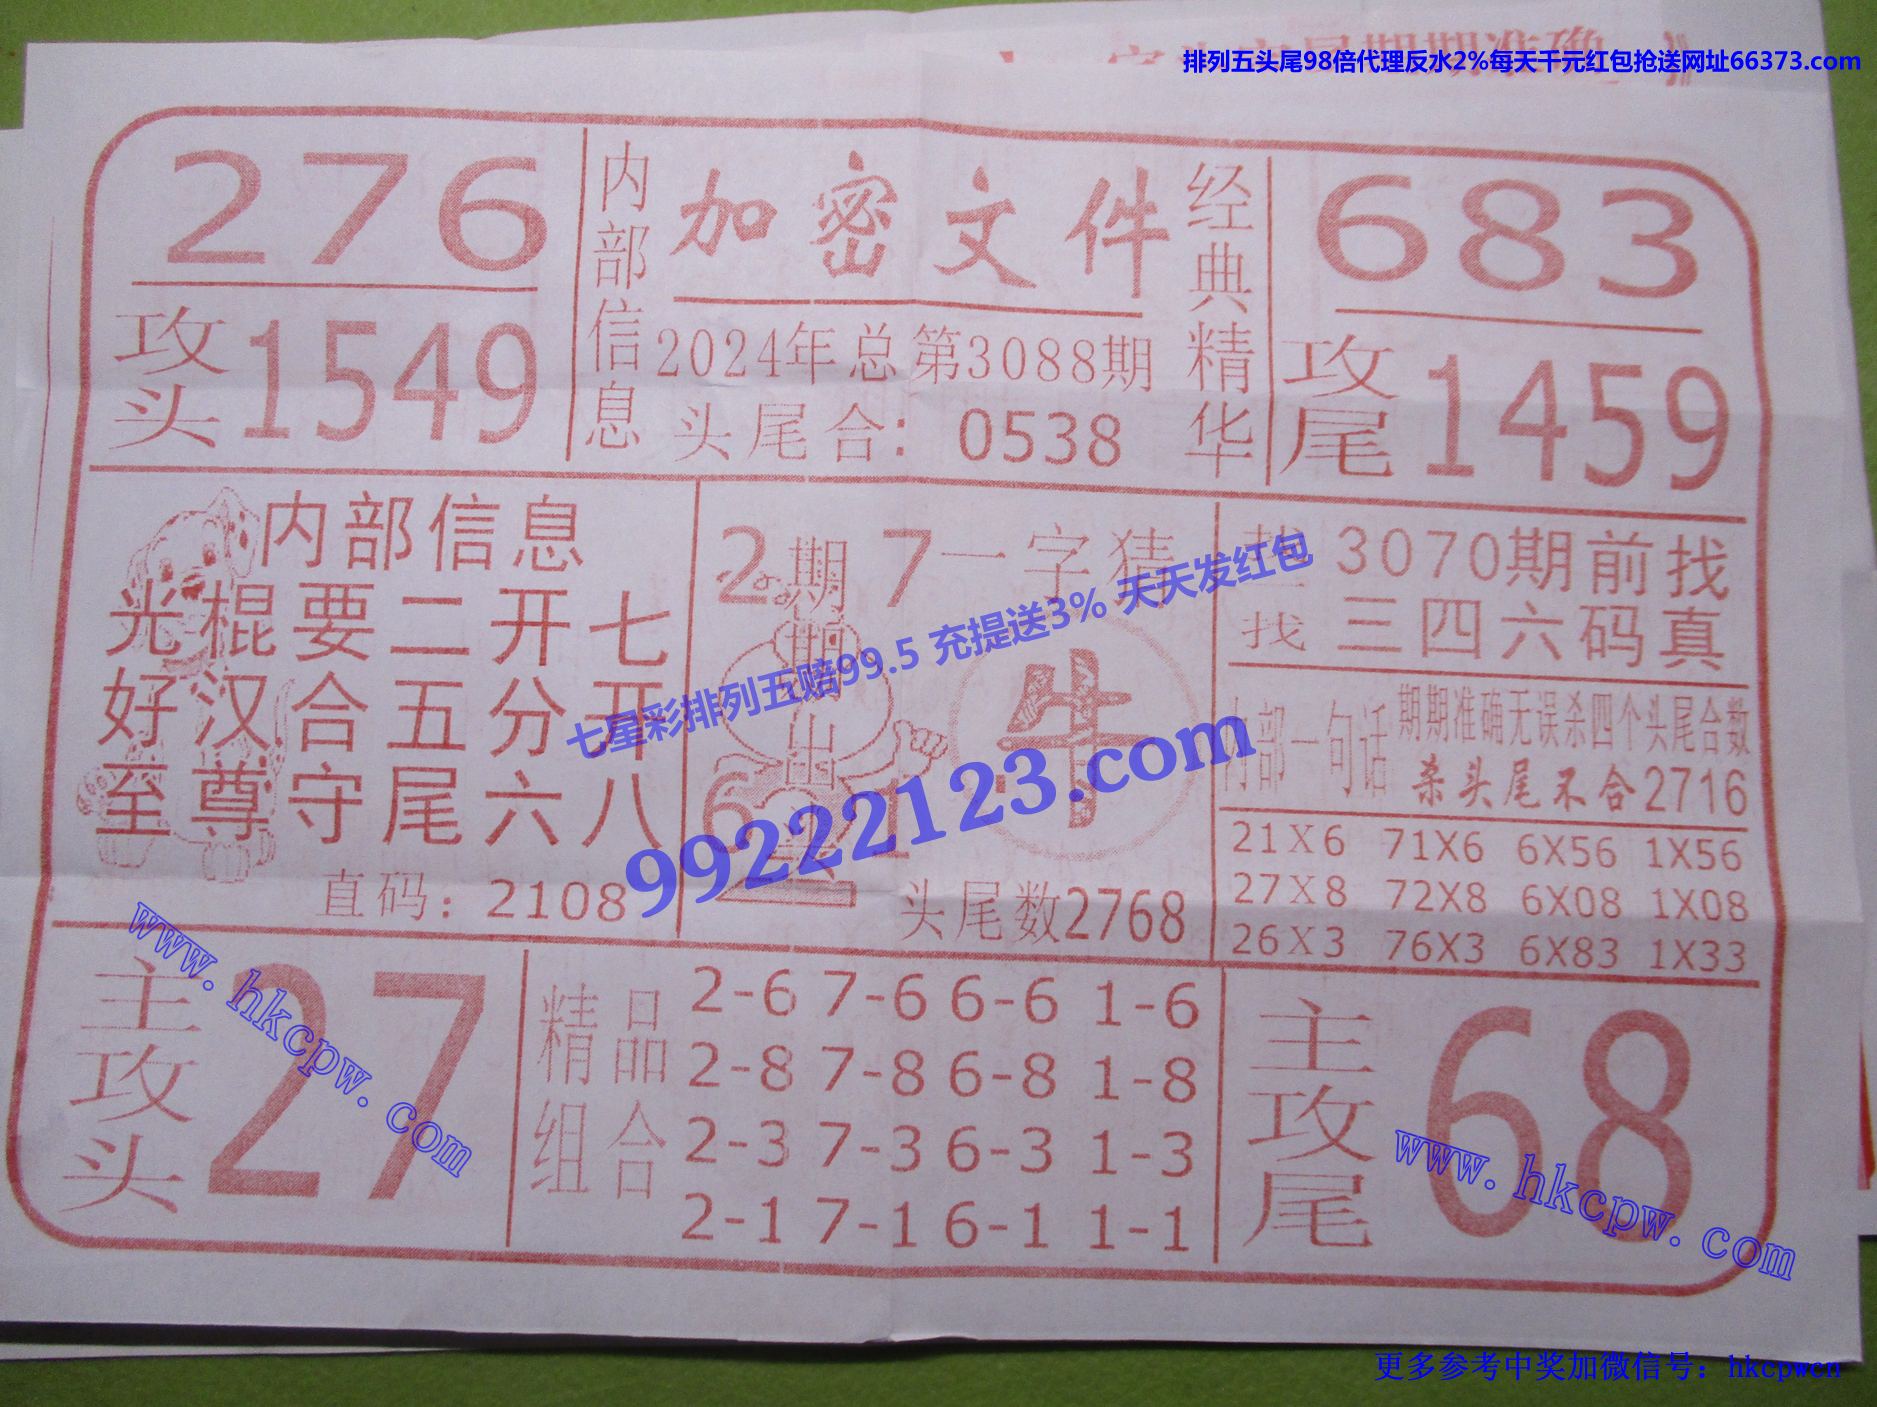 排列五头尾98倍代理反水2%每天千元红包抢送网址66373.com
276
攻头 1549
内部信息
加密文件
2024年总第3088期
头尾合: 0538
经典精华
683
攻尾 1459
内部信息
光棍要二开七
好汉合五分开
至尊守尾六八
直码: 2108
2 7
期期出
一字猜
牛
6 1
头尾数2768
找一找
3070期前找
三四六码真
内部一句话
期期准确无误杀四个头尾合数
杀头尾不合2716
21X6 71X6 6X56 1X56
27X8 72X8 6X08 1X08
26X3 76X3 6X83 1X33
主攻头 27
精品组合
2-6 7-6 6-6 1-6
2-8 7-8 6-8 1-8
2-3 7-3 6-3 1-3
2-1 7-1 6-1 1-1
主攻尾 68
七星彩排列五赔99.5 充提送3% 天天发红包
99222123.com
www.hkcpw.com
www.hkcpw.com
更多参考中奖加微信号: hkcpwcn